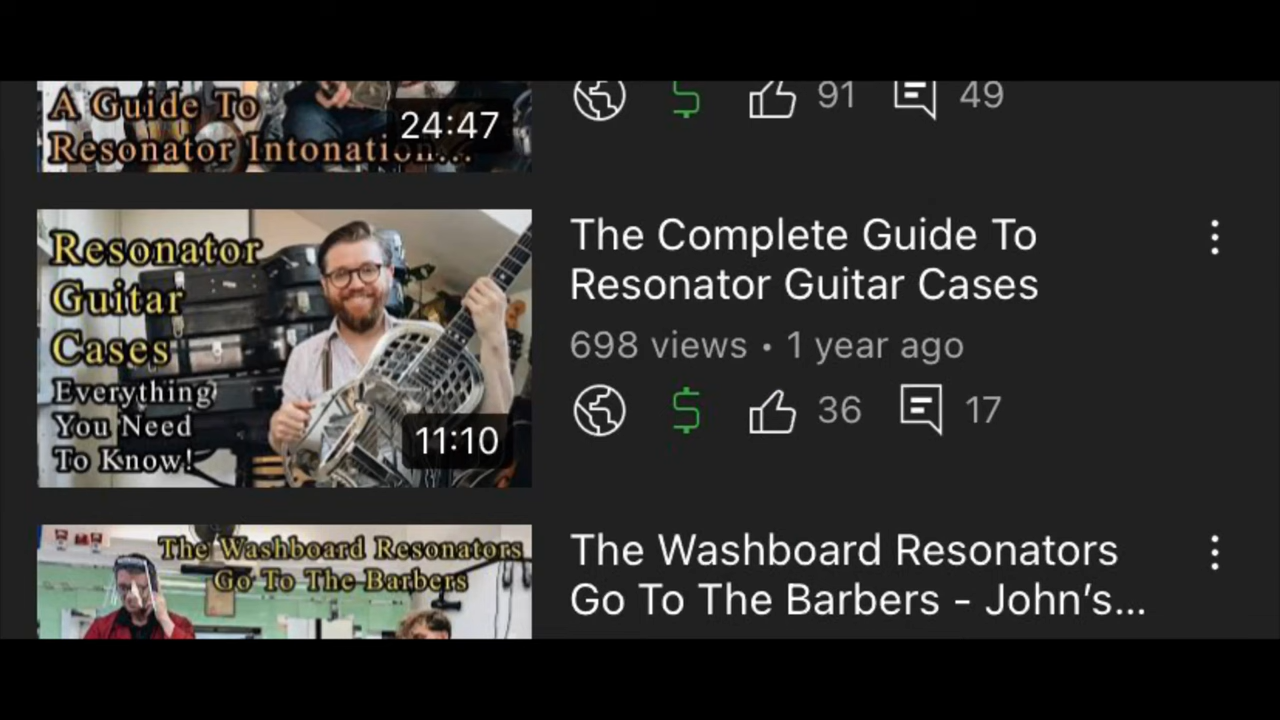 A Guide To
Resonator Intonation...
24:47
91
49
Resonator
Guitar
Cases
Everything
You Need
To Know!
11:10
The Complete Guide To
Resonator Guitar Cases
698 views • 1 year ago
36
17
The Washboard Resonators
Go To The Barbers
The Washboard Resonators
Go To The Barbers - John’s...